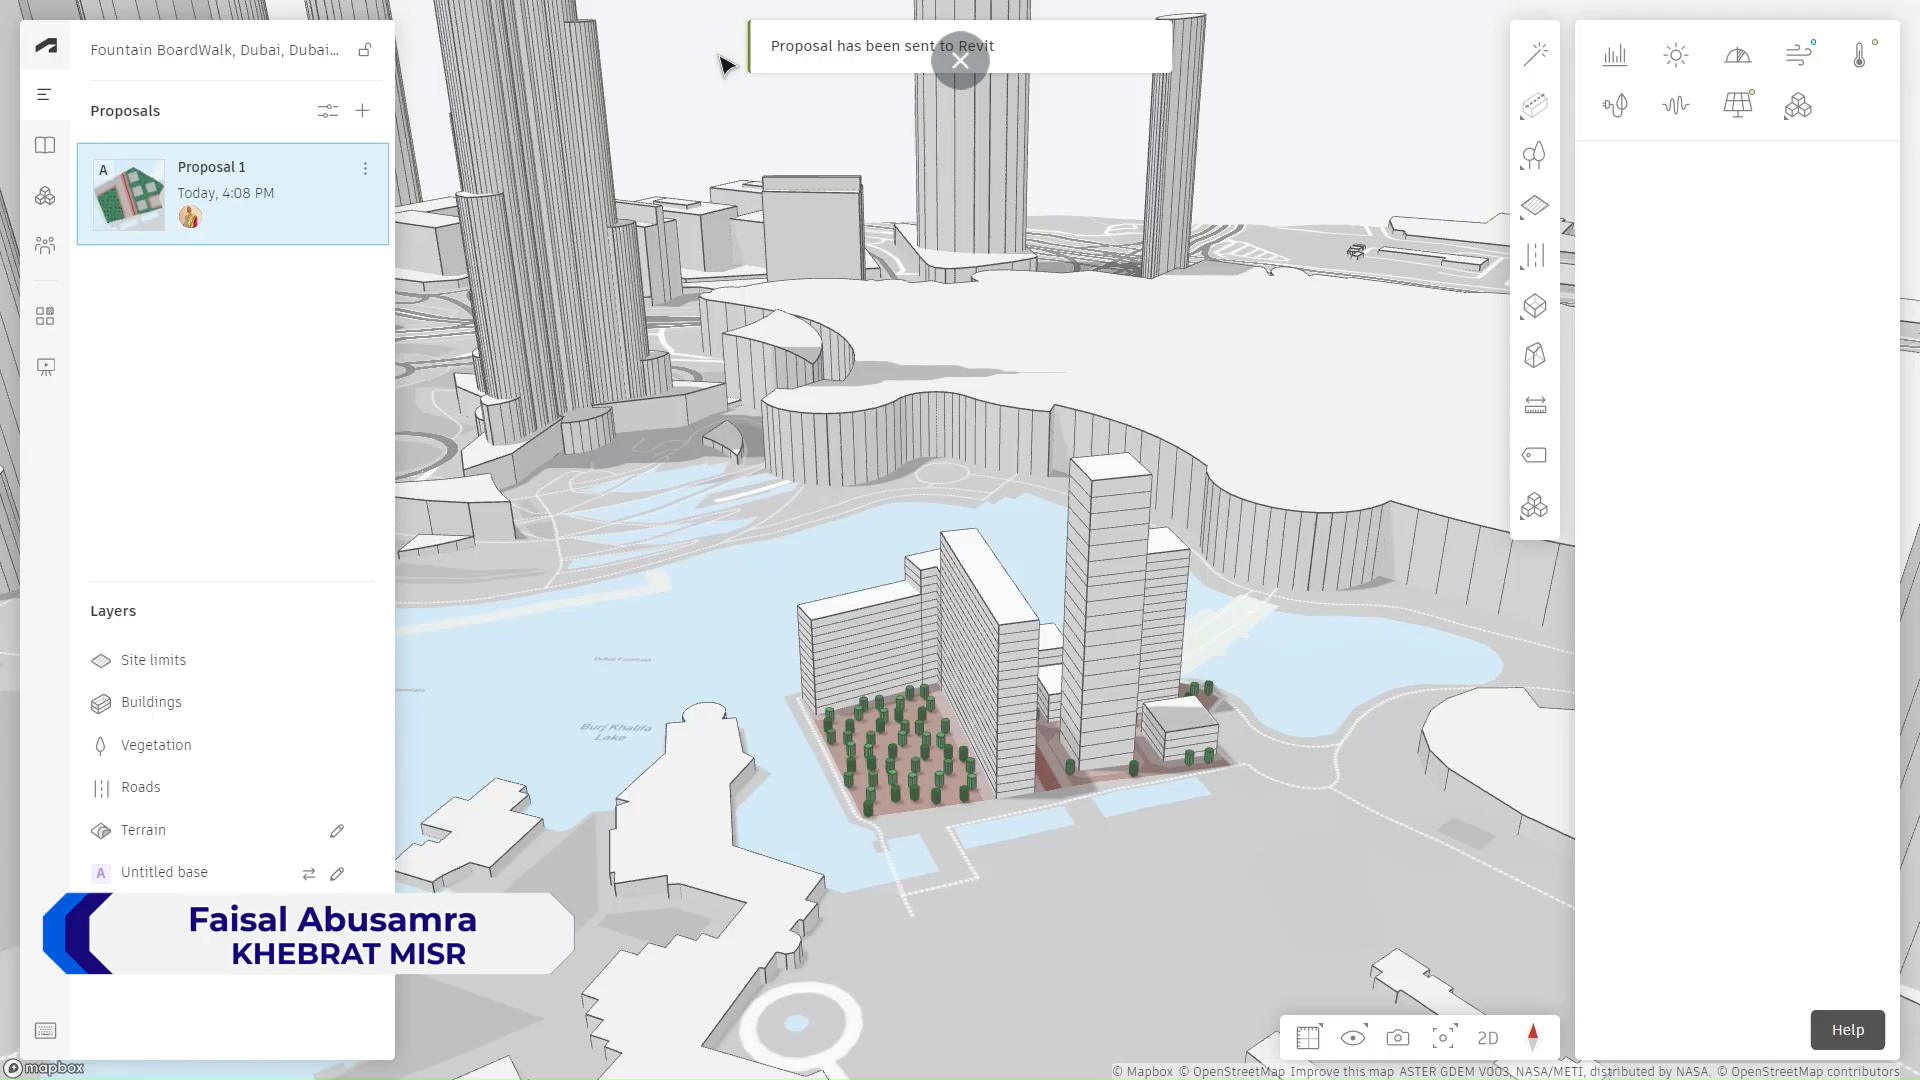 Fountain BoardWalk, Dubai, Dubai...
Proposal has been sent to Revit
Proposals
A
Proposal 1
Today, 4:08 PM
Layers
Site limits
Buildings
Vegetation
Roads
Terrain
A
Untitled base
Faisal Abusamra
KHEBRAT MISR
Dubai Fountain
Burj Khalifa
Lake
2D
Help
mapbox
© Mapbox © OpenStreetMap Improve this map ASTER GDEM V003, NASA/METI, distributed by NASA. © OpenStreetMap contributors